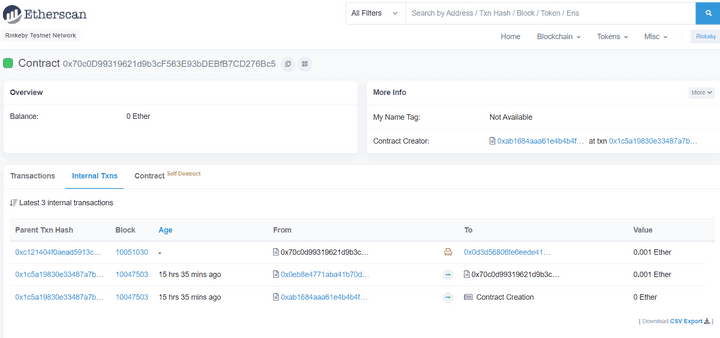 Etherscan
All Filters
Search by Address / Txn Hash / Block / Token / Ens
Rinkeby Testnet Network
Home Blockchain Tokens Misc Rinkeby
Contract 0x70c0D99319621d9b3cF563E93bDEBfB7CD276Bc5
Overview
Balance: 0 Ether
More Info More
My Name Tag: Not Available
Contract Creator: 0xab1684aaa61e4b4b4f... at txn 0x1c5a19830e33487a7b...
Transactions Internal Txns Contract Self Destruct
Latest 3 internal transactions
Parent Txn Hash Block Age From To Value
0xc121404f0aead5913c... 10051030 - 0x70c0d99319621d9b3c... 0x0d3d56806fe6eede41... 0.001 Ether
0x1c5a19830e33487a7b... 10047503 15 hrs 35 mins ago 0x0eb8e4771aba41b70d... 0x70c0d99319621d9b3c... 0.001 Ether
0x1c5a19830e33487a7b... 10047503 15 hrs 35 mins ago 0xab1684aaa61e4b4b4f... Contract Creation 0 Ether
[ Download CSV Export ]